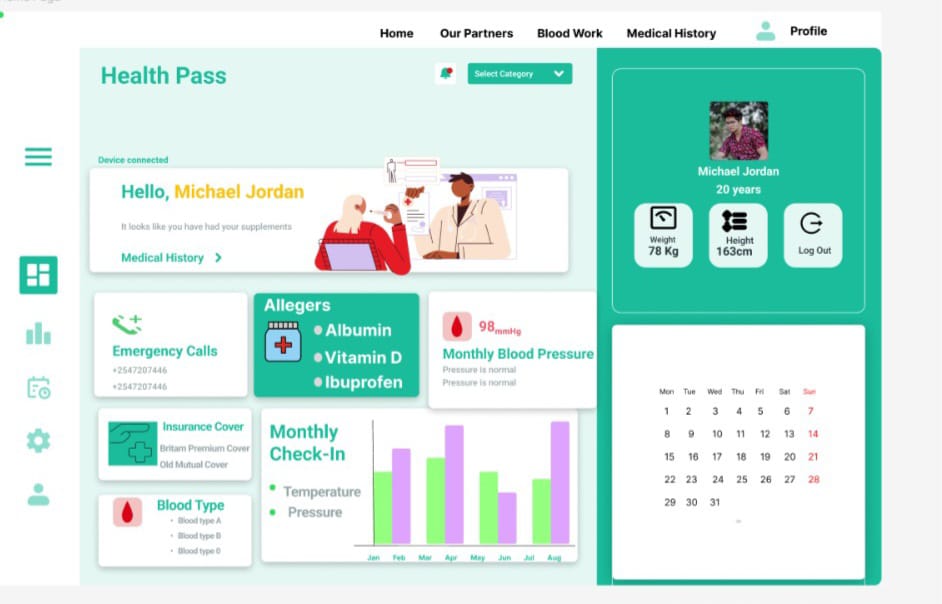 Home Our Partners Blood Work Medical History Profile
Health Pass
Select Category
Device connected
Hello, Michael Jordan
It looks like you have had your supplements
Medical History
Emergency Calls
+2547207446
+2547207446
Allegers
Albumin
Vitamin D
Ibuprofen
98mmHg
Monthly Blood Pressure
Pressure is normal
Pressure is normal
Insurance Cover
Britam Premium Cover
Old Mutual Cover
Blood Type
Blood type A
Blood type B
Blood type 0
Monthly
Check-In
Temperature
Pressure
Jan Feb Mar Apr May Jun Jul Aug
Michael Jordan
20 years
Weight
78 Kg
Height
163cm
Log Out
Mon Tue Wed Thu Fri Sat Sun
1 2 3 4 5 6 7
8 9 10 11 12 13 14
15 16 17 18 19 20 21
22 23 24 25 26 27 28
29 30 31